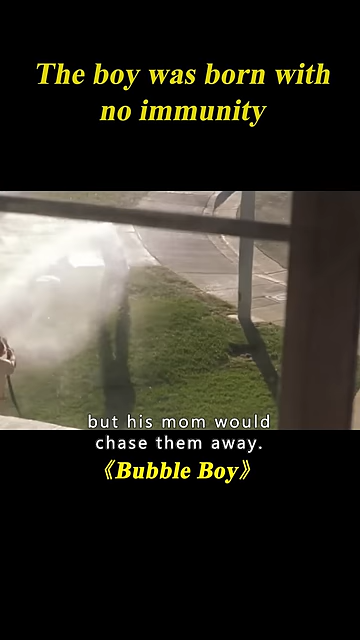 The boy was born with
no immunity
but his mom would
chase them away.
《Bubble Boy》